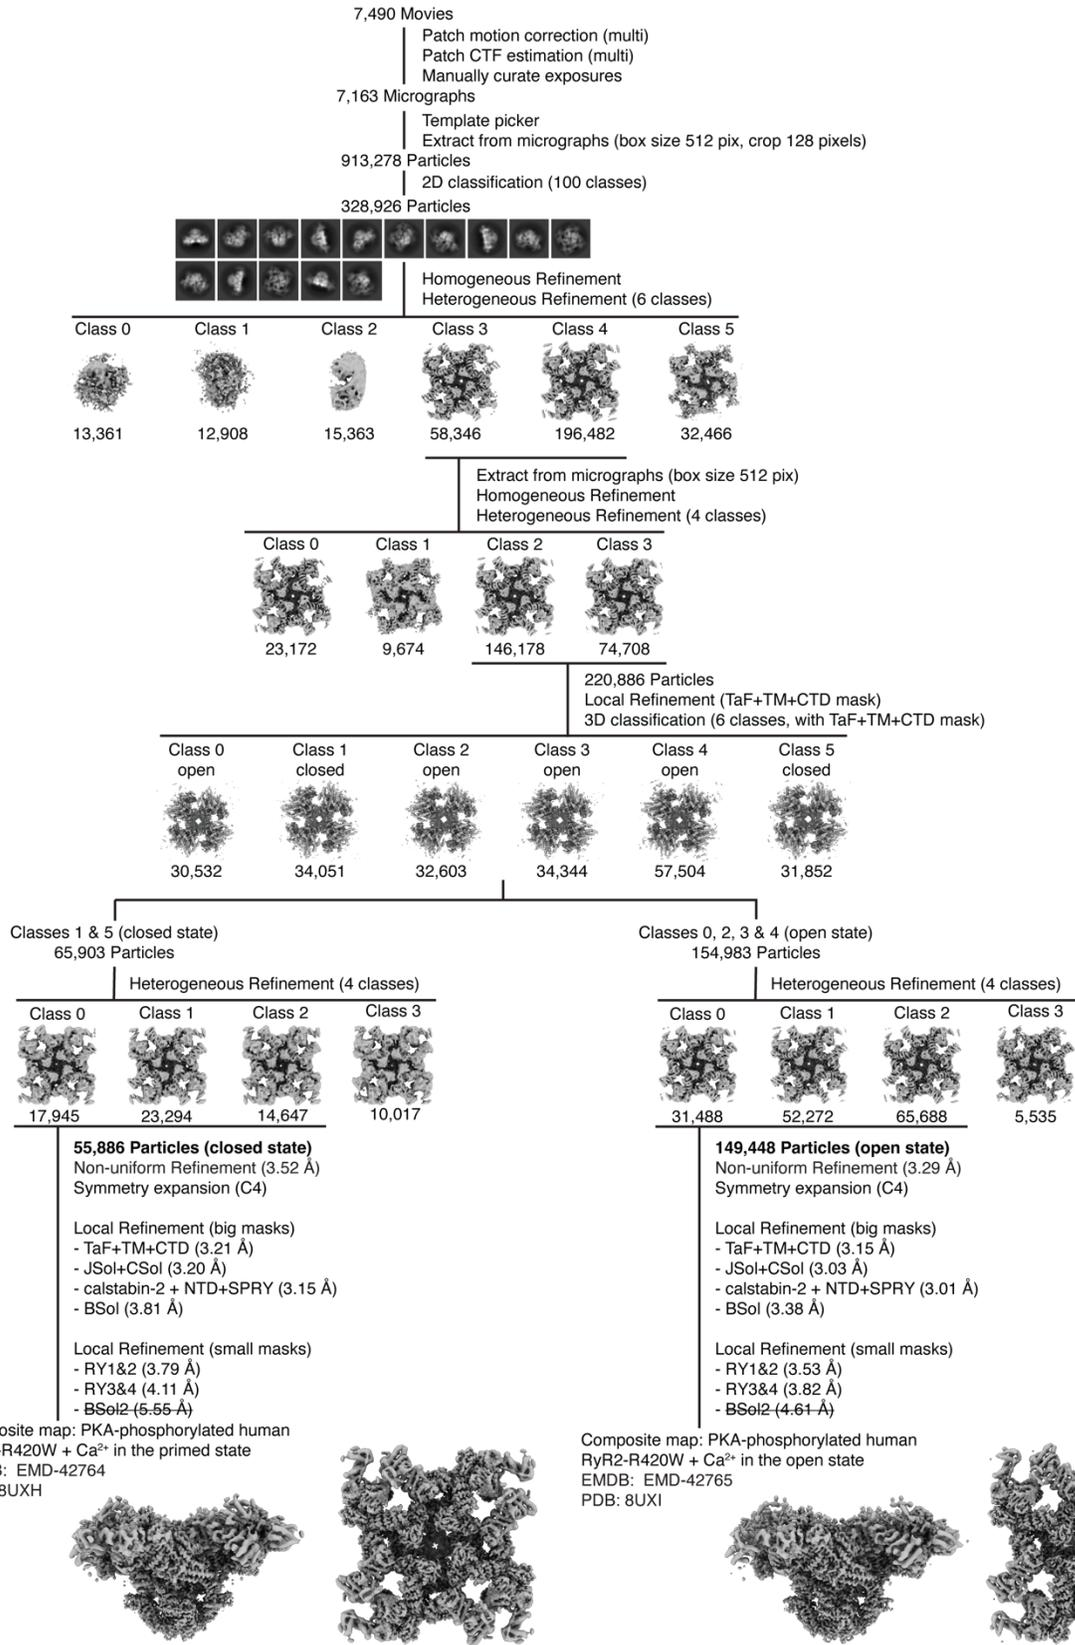 7,490 Movies
Patch motion correction (multi)
Patch CTF estimation (multi)
Manually curate exposures
7,163 Micrographs
Template picker
Extract from micrographs (box size 512 pix, crop 128 pixels)
913,278 Particles
2D classification (100 classes)
328,926 Particles
Homogeneous Refinement
Heterogeneous Refinement (6 classes)
Class 0 Class 1 Class 2 Class 3 Class 4 Class 5
13,361 12,908 15,363 58,346 196,482 32,466
Extract from micrographs (box size 512 pix)
Homogeneous Refinement
Heterogeneous Refinement (4 classes)
Class 0 Class 1 Class 2 Class 3
23,172 9,674 146,178 74,708
220,886 Particles
Local Refinement (TaF+TM+CTD mask)
3D classification (6 classes, with TaF+TM+CTD mask)
Class 0 Class 1 Class 2 Class 3 Class 4 Class 5
open closed open open open closed
30,532 34,051 32,603 34,344 57,504 31,852
Classes 1 & 5 (closed state)
65,903 Particles
Heterogeneous Refinement (4 classes)
Class 0 Class 1 Class 2 Class 3
17,945 23,294 14,647 10,017
55,886 Particles (closed state)
Non-uniform Refinement (3.52 Å)
Symmetry expansion (C4)
Local Refinement (big masks)
- TaF+TM+CTD (3.21 Å)
- JSol+CSol (3.20 Å)
- calstabin-2 + NTD+SPRY (3.15 Å)
- BSol (3.81 Å)
Local Refinement (small masks)
- RY1&2 (3.79 Å)
- RY3&4 (4.11 Å)
- BSol2 (5.55 Å)
osite map: PKA-phosphorylated human
-R420W + Ca²⁺ in the primed state
: EMD-42764
8UXH
Classes 0, 2, 3 & 4 (open state)
154,983 Particles
Heterogeneous Refinement (4 classes)
Class 0 Class 1 Class 2 Class 3
31,488 52,272 65,688 5,535
149,448 Particles (open state)
Non-uniform Refinement (3.29 Å)
Symmetry expansion (C4)
Local Refinement (big masks)
- TaF+TM+CTD (3.15 Å)
- JSol+CSol (3.03 Å)
- calstabin-2 + NTD+SPRY (3.01 Å)
- BSol (3.38 Å)
Local Refinement (small masks)
- RY1&2 (3.53 Å)
- RY3&4 (3.82 Å)
- BSol2 (4.61 Å)
Composite map: PKA-phosphorylated human
RyR2-R420W + Ca²⁺ in the open state
EMDB: EMD-42765
PDB: 8UXI